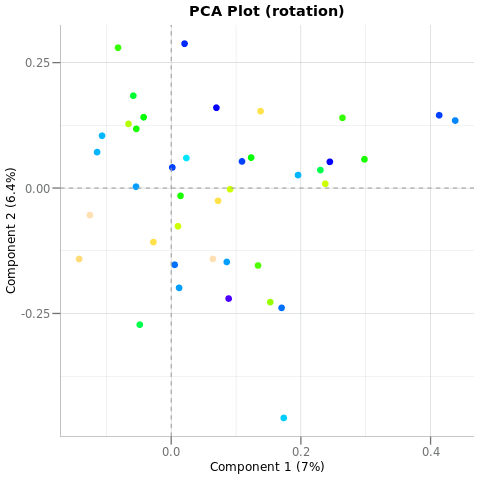 PCA Plot (rotation)
0.25
0.00
-0.25
Component 2 (6.4%)
0.0 0.2 0.4
Component 1 (7%)